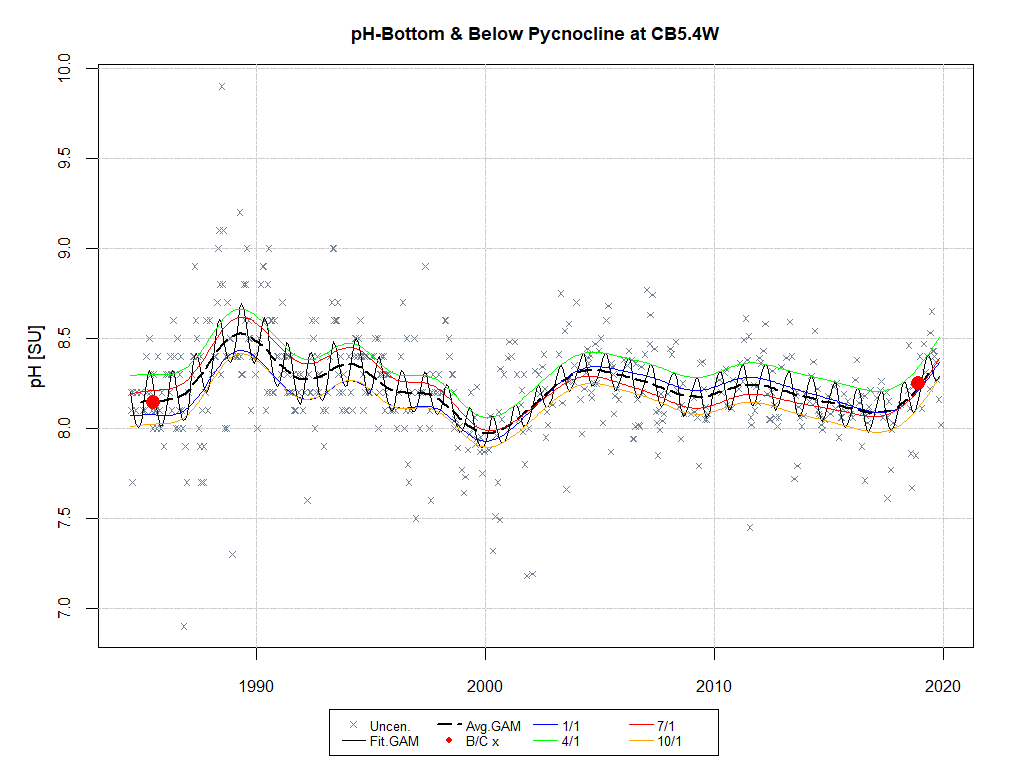 pH-Bottom & Below Pycnocline at CB5.4W
pH [SU]
10.0
9.5
9.0
8.5
8.0
7.5
7.0
1990 2000 2010 2020
Uncen. Avg.GAM 1/1 7/1
Fit.GAM B/C x 4/1 10/1